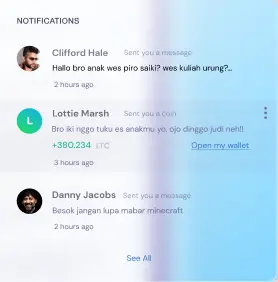 NOTIFICATIONS
Clifford Hale Sent you a message
Hallo bro anak wes piro saiki? wes kuliah urung?...
2 hours ago
L
Lottie Marsh Sent you a coin
Bro iki nggo tuku es anakmu yo. ojo dinggo judi neh!!
+380.234 LTC Open my wallet
3 hours ago
Danny Jacobs Sent you a message
Besok jangan lupa mabar minecraft
2 hours ago
See All